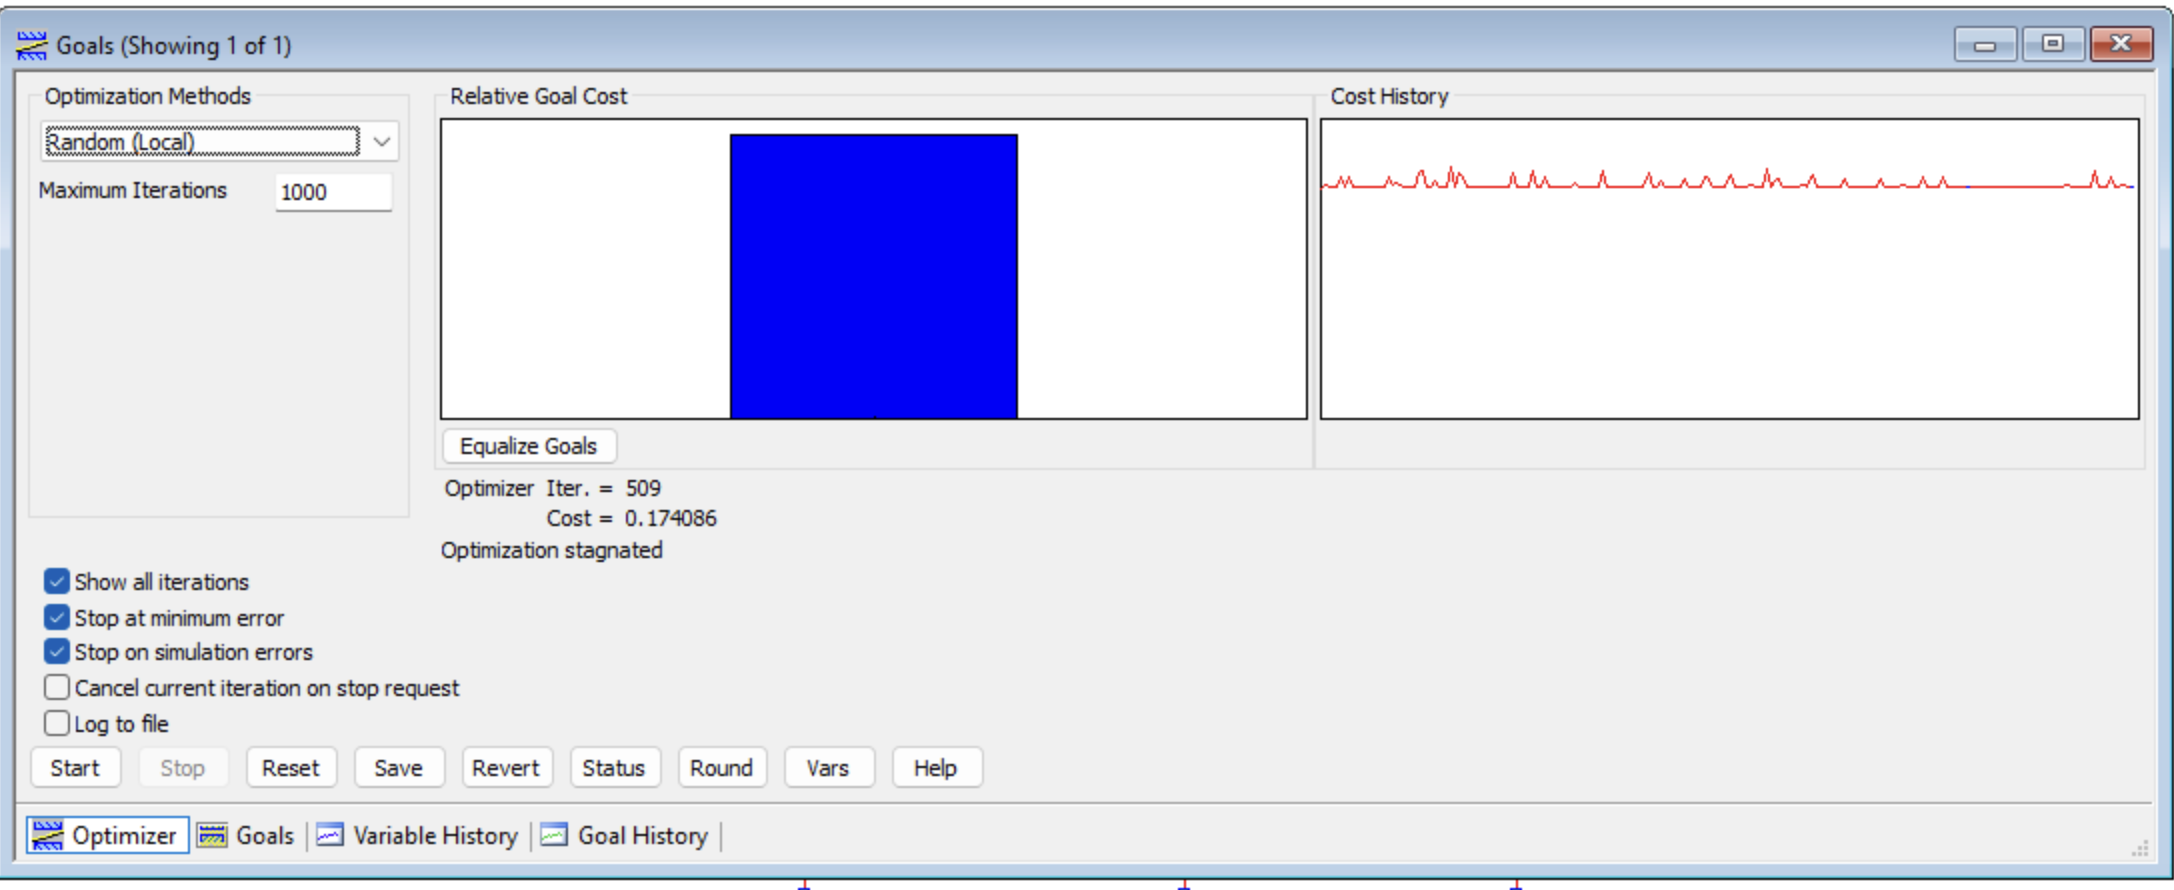 Goals (Showing 1 of 1)
Optimization Methods
Random (Local)
Maximum Iterations 1000
Relative Goal Cost
Cost History
Equalize Goals
Optimizer Iter. = 509
Cost = 0.174086
Optimization stagnated
Show all iterations
Stop at minimum error
Stop on simulation errors
Cancel current iteration on stop request
Log to file
Start Stop Reset Save Revert Status Round Vars Help
Optimizer Goals Variable History Goal History